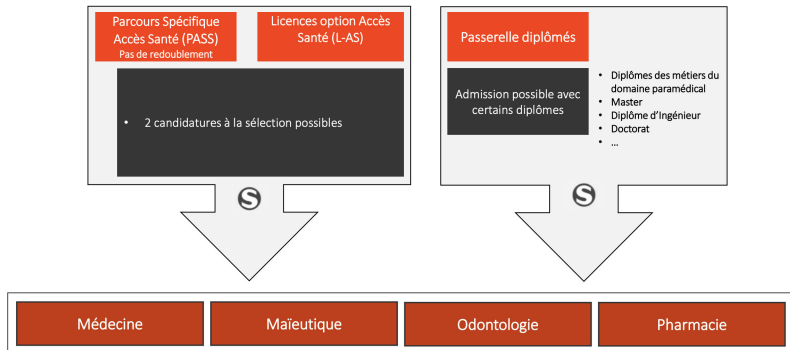 Parcours Spécifique
Accès Santé (PASS)
Pas de redoublement
Licences option Accès
Santé (L-AS)
• 2 candidatures à la sélection possibles
S
Passerelle diplômés
Admission possible avec
certains diplômes
• Diplômes des métiers du
domaine paramédical
• Master
• Diplôme d'Ingénieur
• Doctorat
• ...
S
Médecine
Maïeutique
Odontologie
Pharmacie